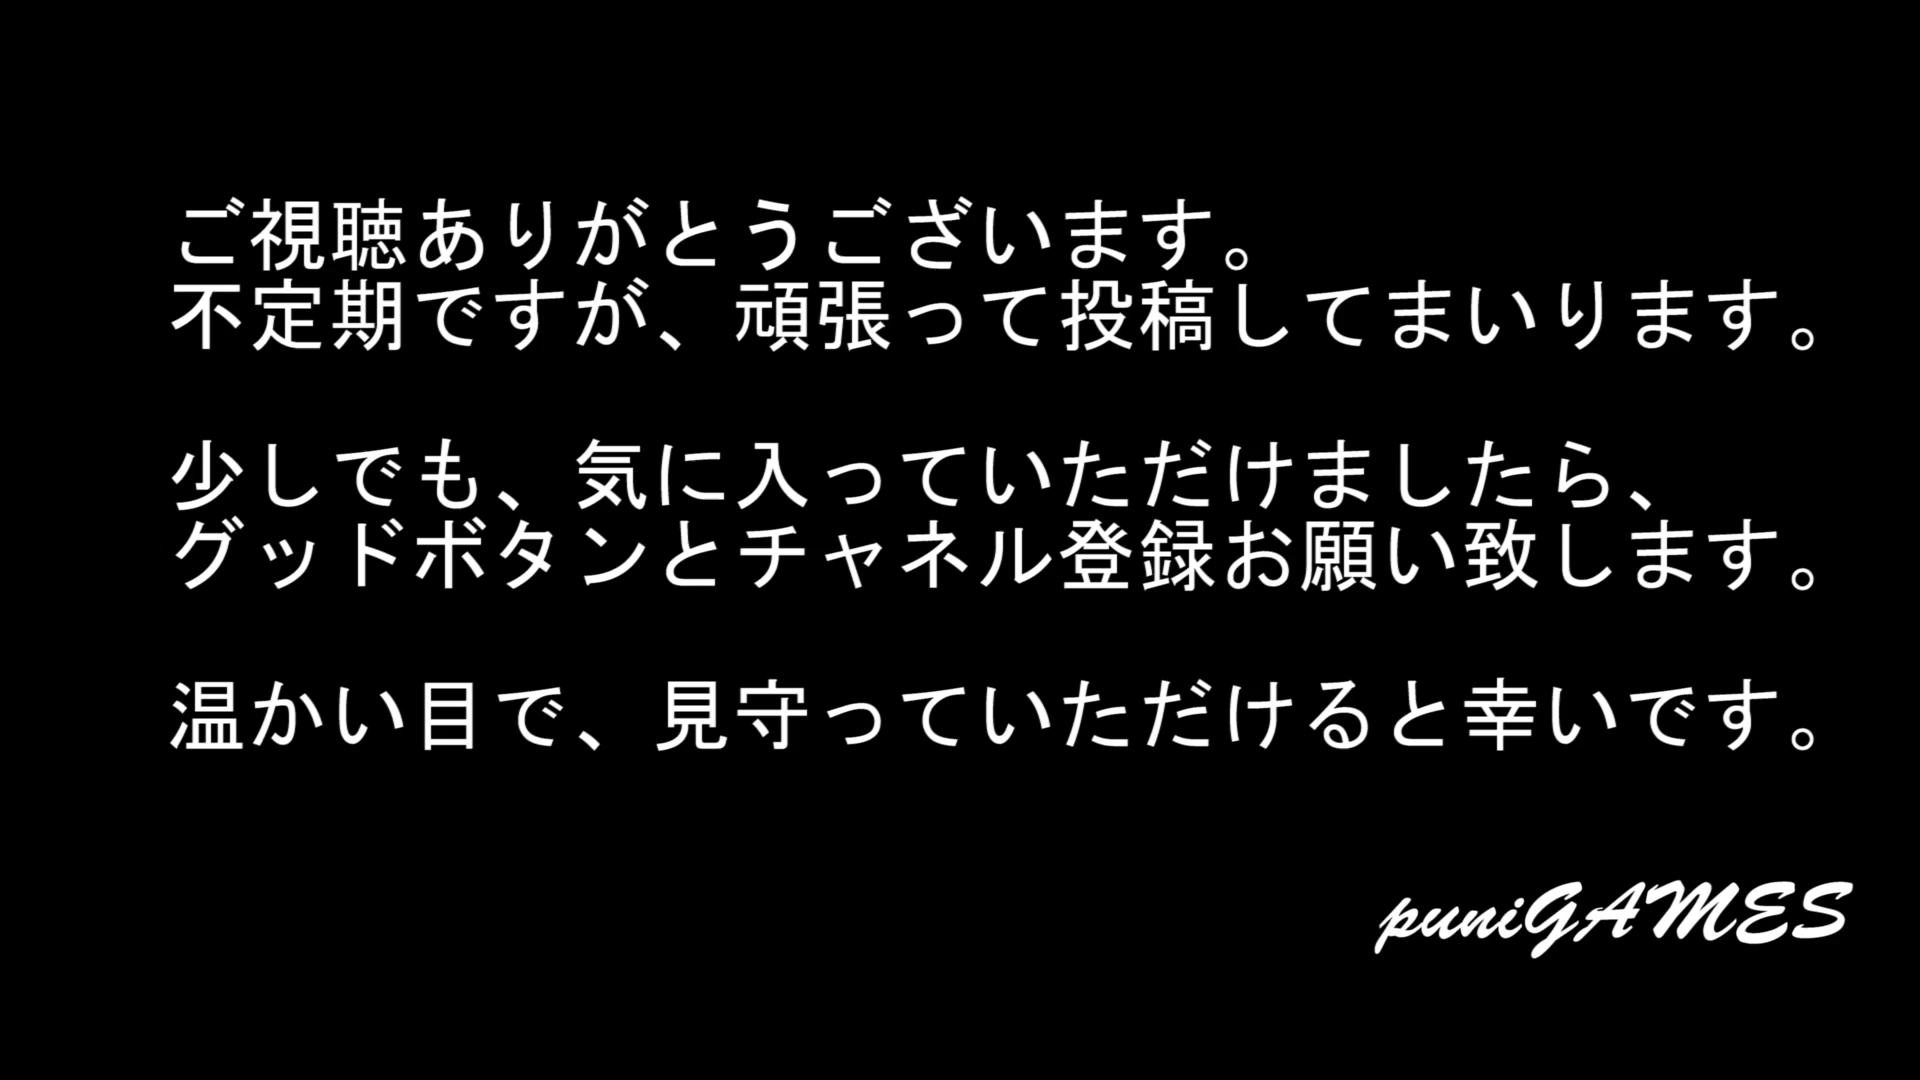 ご視聴ありがとうございます。
不定期ですが、頑張って投稿してまいります。
少しでも、気に入っていただけましたら、
グッドボタンとチャネル登録お願い致します。
温かい目で、見守っていただけると幸いです。
puniGAMES